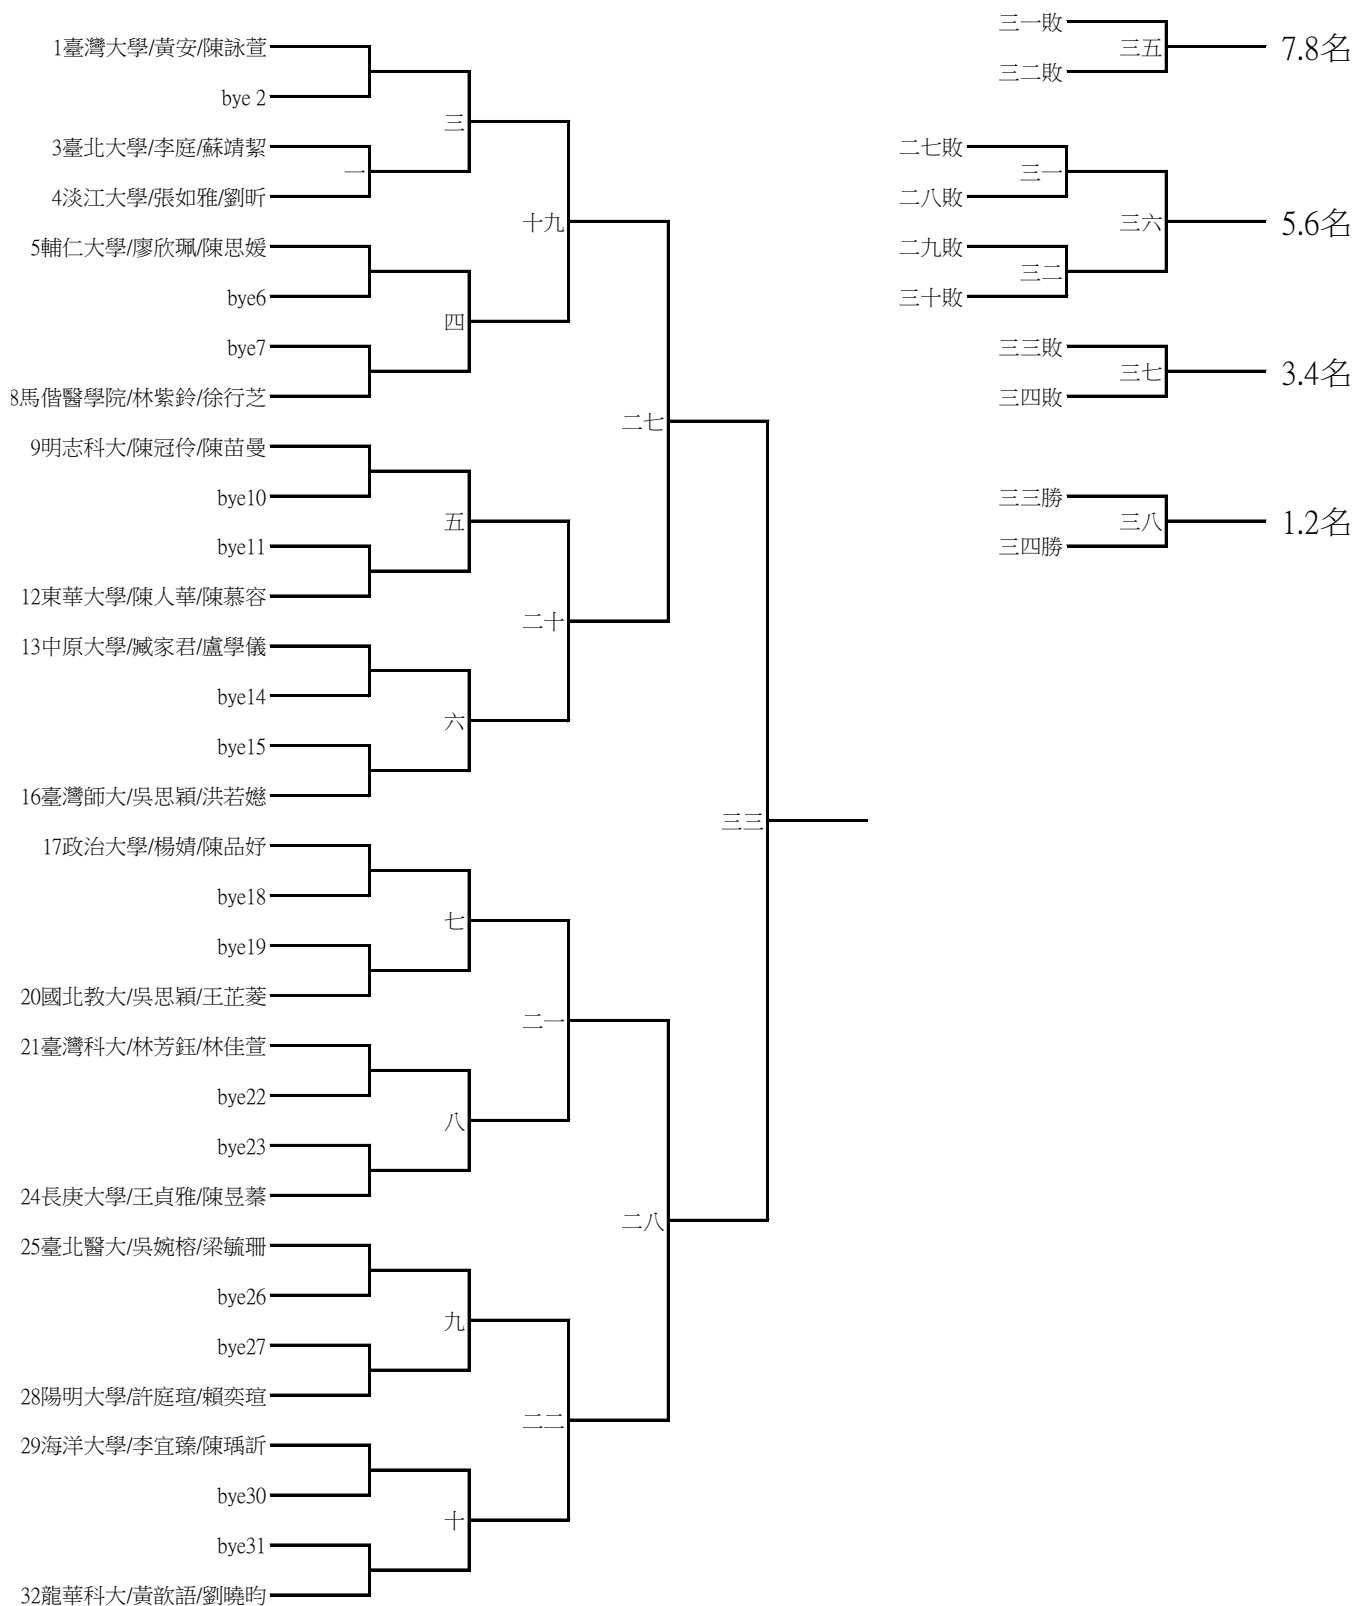 1臺灣大學/黃安/陳詠萱
bye 2
三
3臺北大學/李庭/蘇靖絜
一
4淡江大學/張如雅/劉昕
十九
5輔仁大學/廖欣珮/陳思媛
bye6
四
bye7
8馬偕醫學院/林紫鈴/徐行芝
二七
9明志科大/陳冠伶/陳苗曼
bye10
五
bye11
12東華大學/陳人華/陳慕容
二十
13中原大學/臧家君/盧學儀
bye14
六
bye15
16臺灣師大/吳思穎/洪若嬨
三三
17政治大學/楊婧/陳品妤
bye18
七
bye19
20國北教大/吳思穎/王芷菱
二一
21臺灣科大/林芳鈺/林佳萱
bye22
八
bye23
24長庚大學/王貞雅/陳昱蓁
二八
25臺北醫大/吳婉榕/梁毓珊
bye26
九
bye27
28陽明大學/許庭瑄/賴奕瑄
二二
29海洋大學/李宜臻/陳瑀訢
bye30
十
bye31
32龍華科大/黃歆語/劉曉昀
三一敗
三五
7.8名
三二敗
二七敗
三一
二八敗
三六
5.6名
二九敗
三二
三十敗
三三敗
三七
3.4名
三四敗
三三勝
三八
1.2名
三四勝